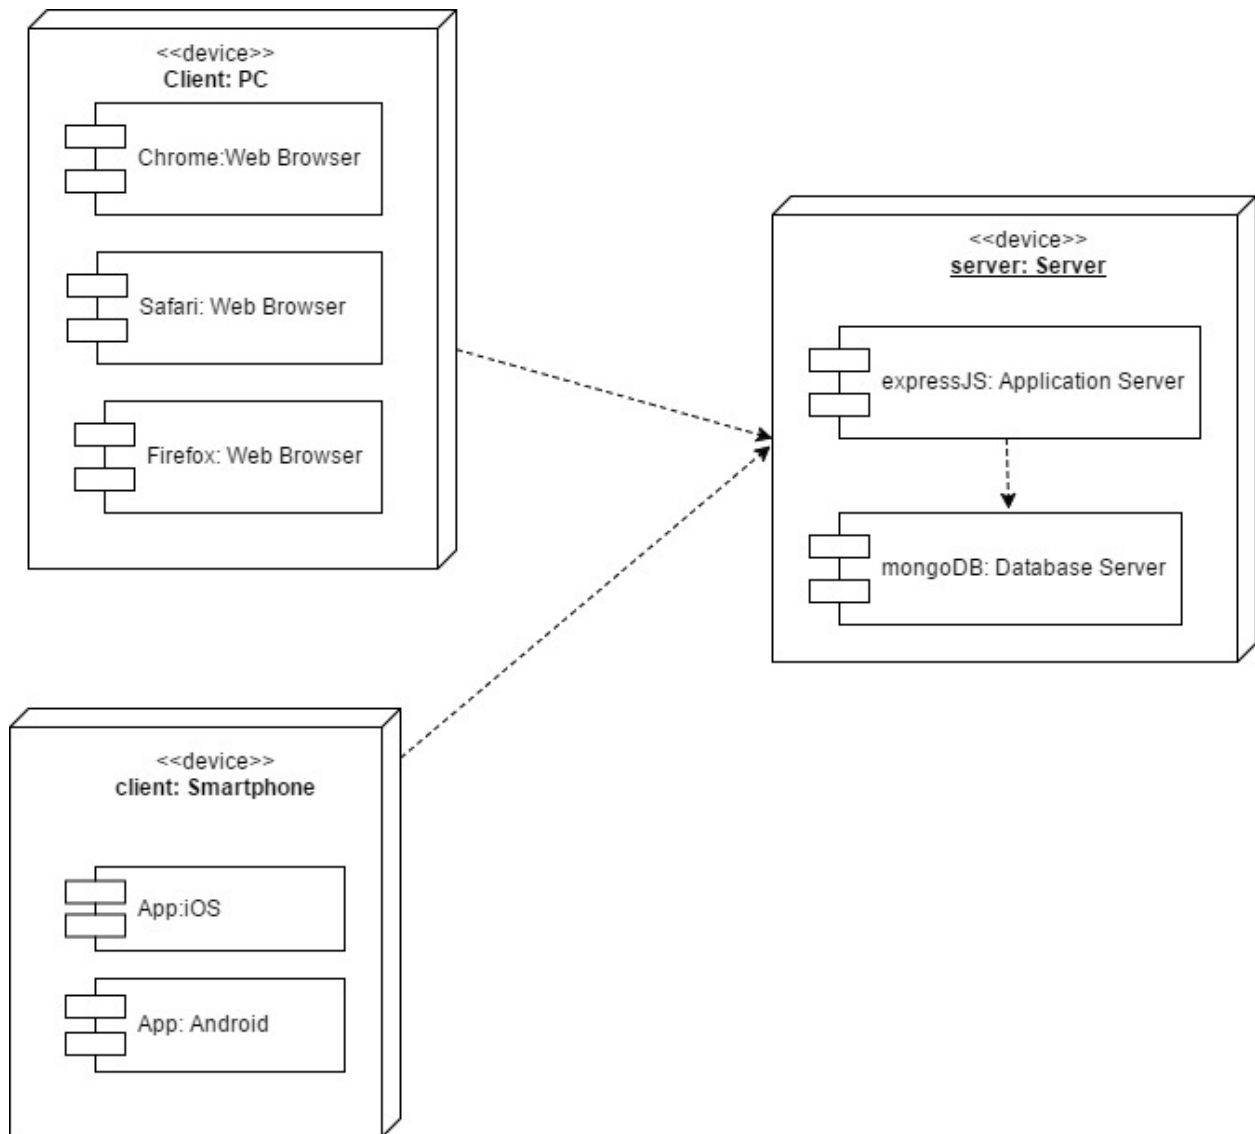 <<device>>
Client: PC
Chrome:Web Browser
Safari: Web Browser
Firefox: Web Browser
<<device>>
server: Server
expressJS: Application Server
mongoDB: Database Server
<<device>>
client: Smartphone
App:iOS
App: Android